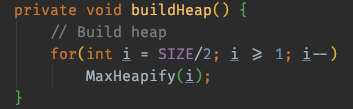 private void buildHeap() {
// Build heap
for(int i = SIZE/2; i ⩾ 1; i--)
MaxHeapify(i);
}